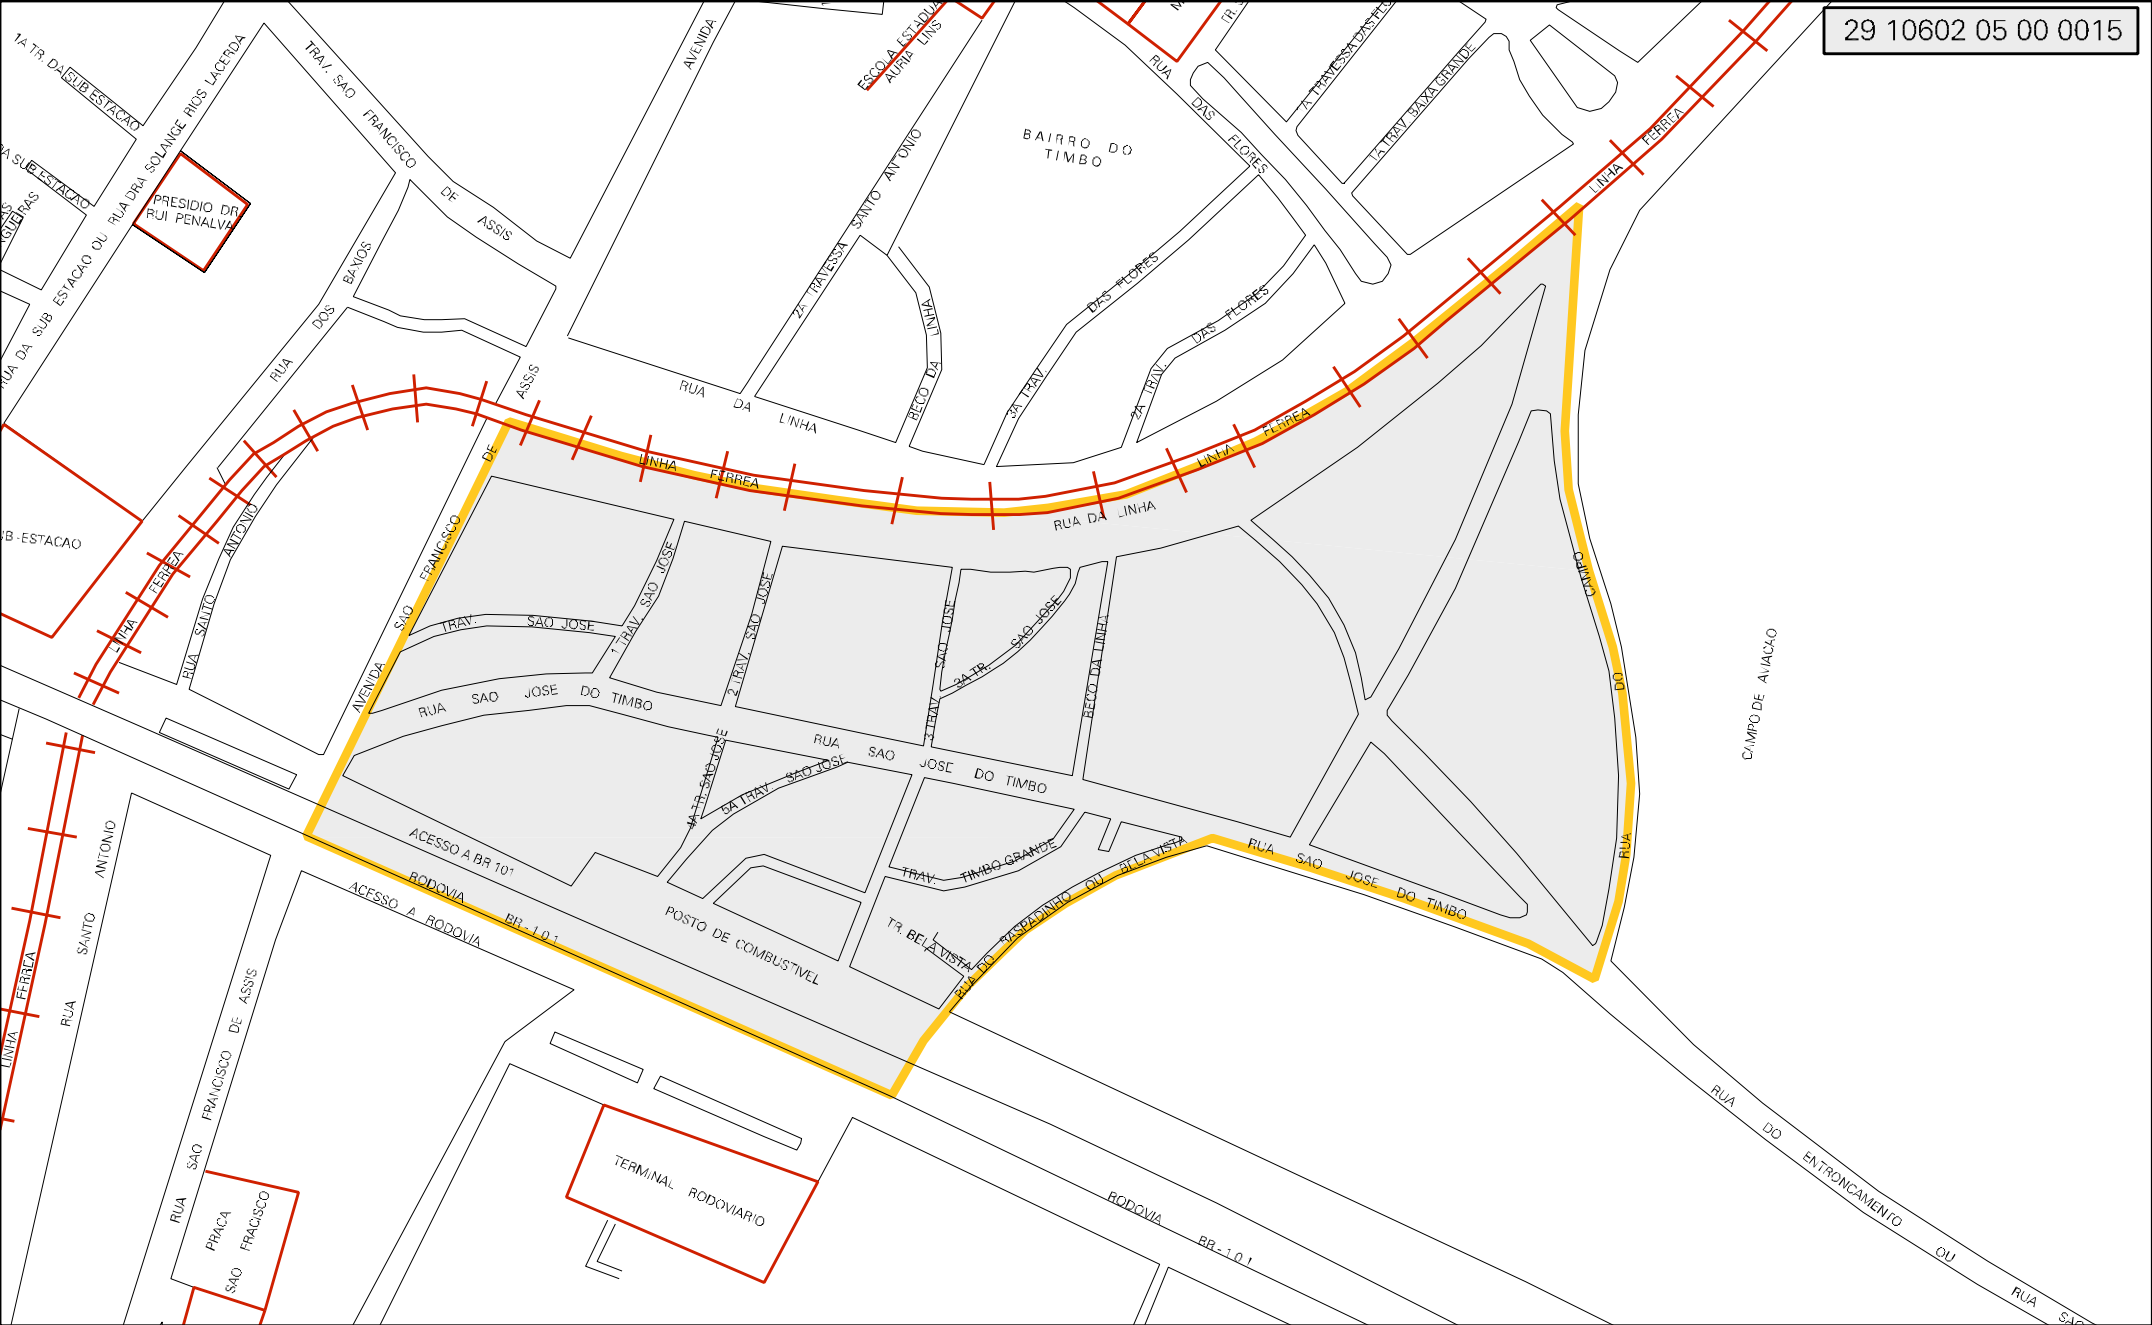 29 10602 05 00 0015
1A TR. DA SUB ESTACAO
SUB ESTACAO
RUA DA SUB ESTACAO OU RUA DRA SOLANGE RIOS LACERDA
PRESIDIO DR
RUI PENALVA
TRAV. SAO FRANCISCO DE ASSIS
RUA DOS BAIXIOS
AVENIDA
ESCOLA ESTADUAL
AURIA LINS
2A TRAVESSA SANTO ANTONIO
BAIRRO DO
TIMBO
RUA DAS FLORES
A TRAVESSA DAS FLO
1A TRAV. BAIXA GRANDE
3A TRAV. DAS FLORES
2A TRAV. DAS FLORES
BECO DA LINHA
RUA DA LINHA
LINHA FERREA
LINHA FERREA
LINHA FERREA
RUA DA LINHA
AVENIDA SAO FRANCISCO DE ASSIS
UB-ESTACAO
LINHA FERREA
RUA SANTO ANTONIO
TRAV. SAO JOSE
1 TRAV. SAO JOSE
2 TRAV. SAO JOSE
3 TRAV. SAO JOSE
3A TR. SAO JOSE
BECO DA LINHA
RUA SAO JOSE DO TIMBO
RUA SAO JOSE DO TIMBO
4A TR. SAO JOSE
5A TRAV. SAO JOSE
TRAV. TIMBO GRANDE
TR. BELA VISTA
RUA DO RASPADINHO OU BELA VISTA
RUA SAO JOSE DO TIMBO
RUA DO CAMPO
CAMPO DE AVIACAO
ACESSO A BR 101
RODOVIA BR-101
ACESSO A RODOVIA
POSTO DE COMBUSTIVEL
RUA SANTO ANTONIO
LINHA FERREA
RUA SAO FRANCISCO DE ASSIS
PRACA
SAO FRACISCO
TERMINAL RODOVIARIO
RODOVIA BR-101
RUA DO ENTRONCAMENTO OU RUA SAO